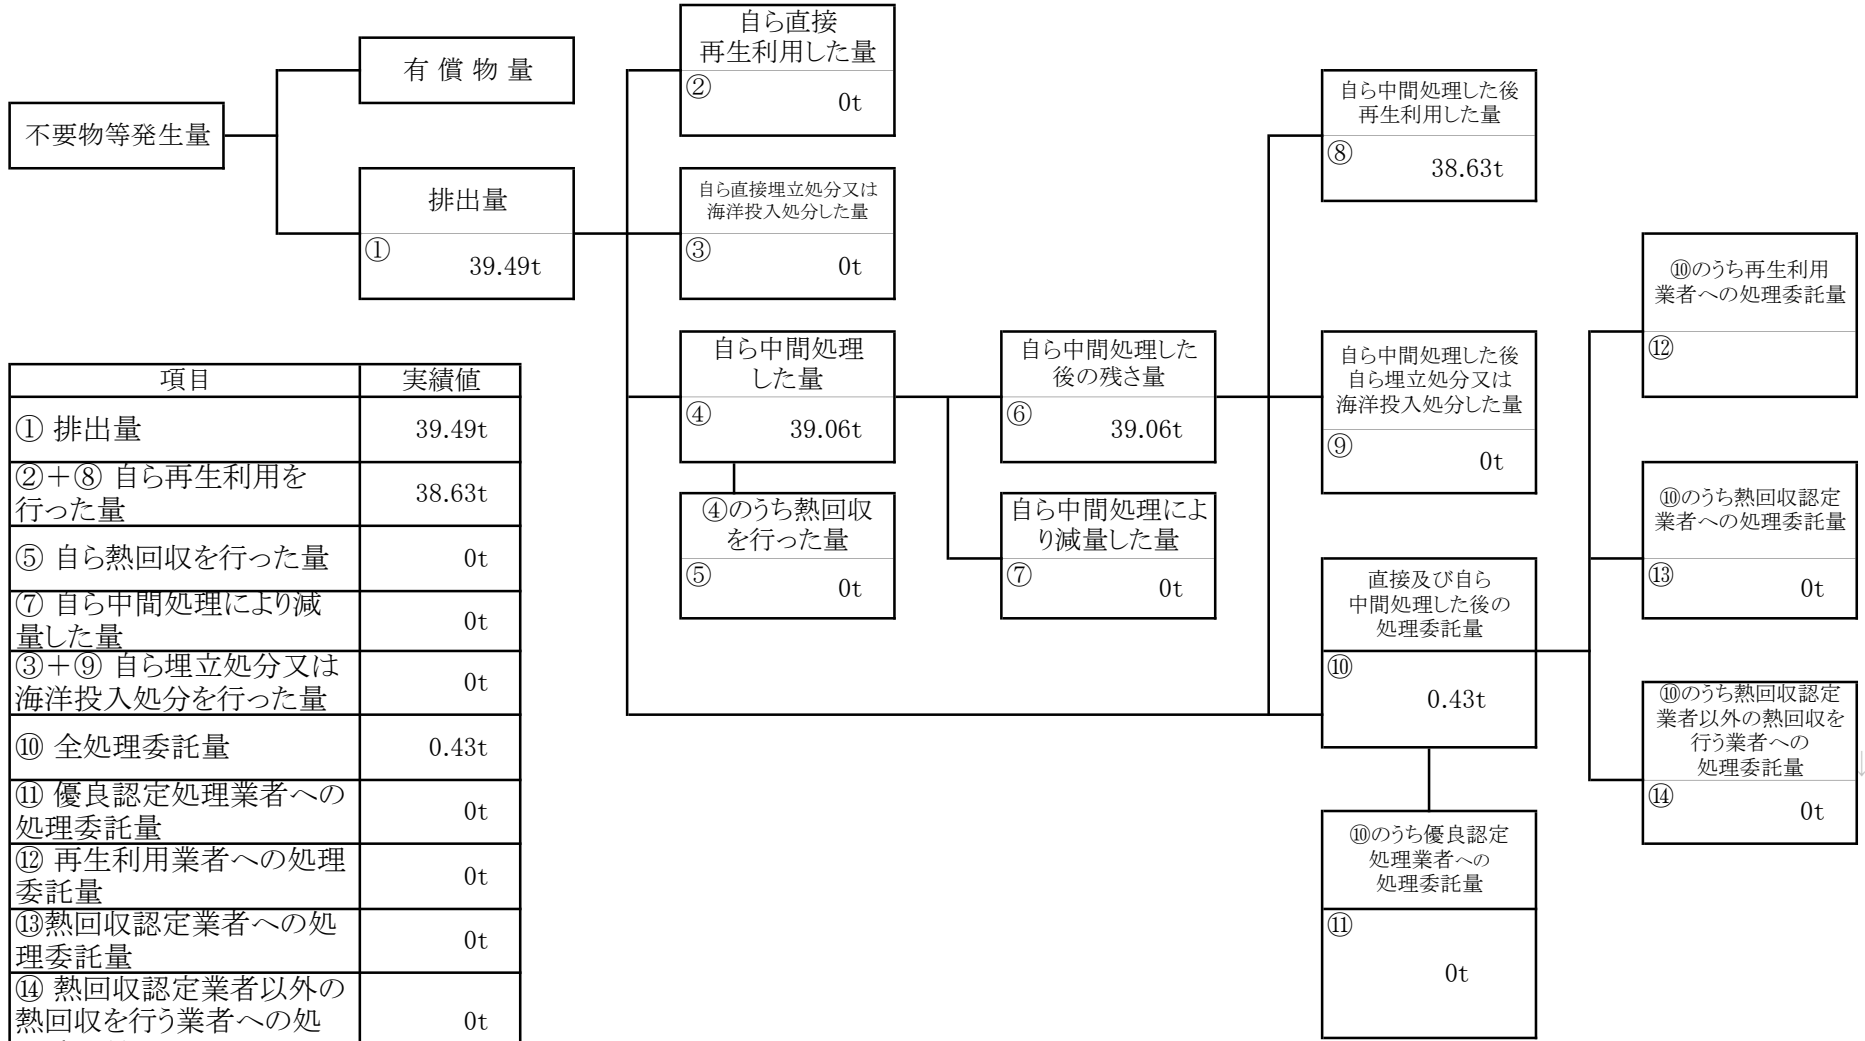 不要物等発生量
有 償 物 量
排出量
①
39.49t
自ら直接
再生利用した量
②
0t
自ら直接埋立処分又は
海洋投入処分した量
③
0t
自ら中間処理
した量
④
39.06t
④のうち熱回収
を行った量
⑤
0t
自ら中間処理した
後の残さ量
⑥
39.06t
自ら中間処理によ
り減量した量
⑦
0t
自ら中間処理した後
再生利用した量
⑧
38.63t
自ら中間処理した後
自ら埋立処分又は
海洋投入処分した量
⑨
0t
直接及び自ら
中間処理した後の
処理委託量
⑩
0.43t
⑩のうち優良認定
処理業者への
処理委託量
⑪
0t
⑩のうち再生利用
業者への処理委託量
⑫
⑩のうち熱回収認定
業者への処理委託量
⑬
0t
⑩のうち熱回収認定
業者以外の熱回収を
行う業者への
処理委託量
⑭
0t
↓
項目 実績値
① 排出量 39.49t
②＋⑧ 自ら再生利用を
行った量 38.63t
⑤ 自ら熱回収を行った量 0t
⑦ 自ら中間処理により減
量した量 0t
③＋⑨ 自ら埋立処分又は
海洋投入処分を行った量 0t
⑩ 全処理委託量 0.43t
⑪ 優良認定処理業者への
処理委託量 0t
⑫ 再生利用業者への処理
委託量 0t
⑬熱回収認定業者への処
理委託量 0t
⑭ 熱回収認定業者以外の
熱回収を行う業者への処 0t